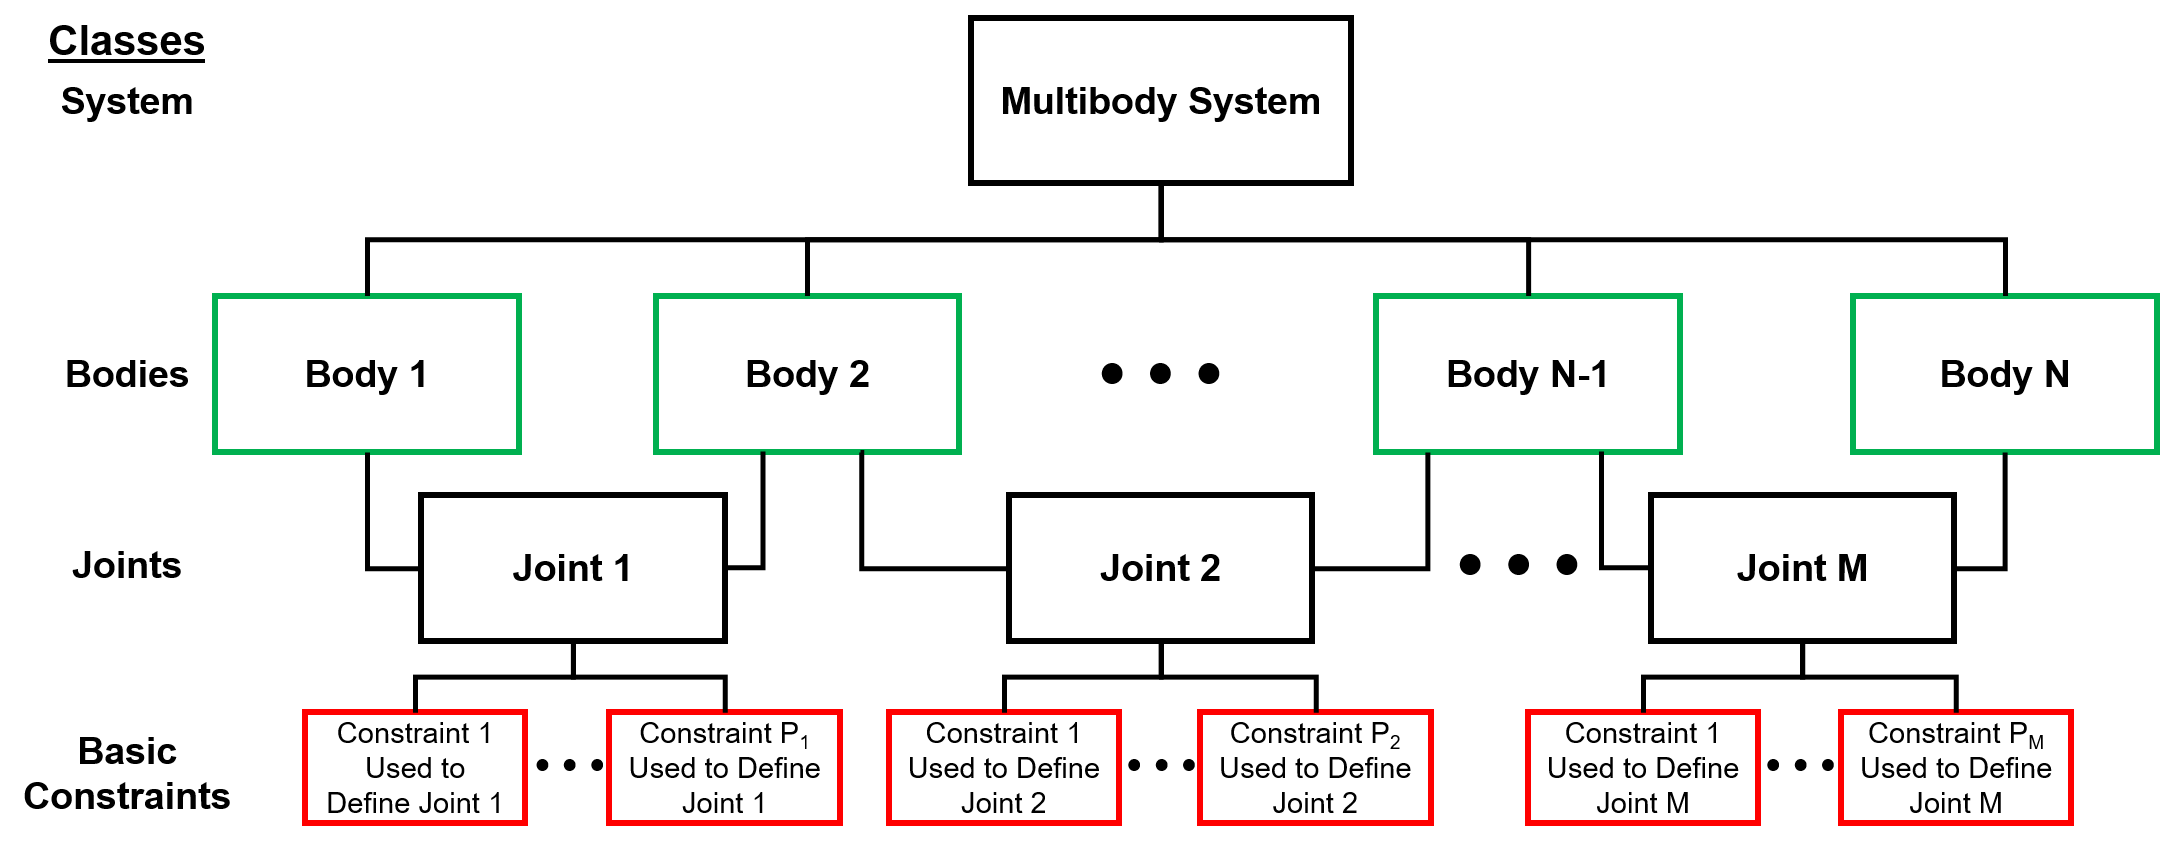 Classes
System
Multibody System
Bodies
Body 1
Body 2
Body N-1
Body N
Joints
Joint 1
Joint 2
Joint M
Basic
Constraints
Constraint 1
Used to
Define Joint 1
Constraint P1
Used to Define
Joint 1
Constraint 1
Used to Define
Joint 2
Constraint P2
Used to Define
Joint 2
Constraint 1
Used to Define
Joint M
Constraint PM
Used to Define
Joint M